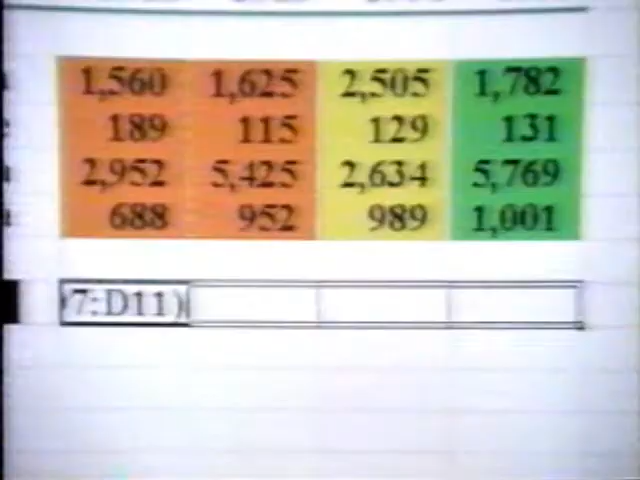 1,560 1,625 2,505 1,782
189 115 129 131
2,952 5,425 2,634 5,769
688 952 989 1,001
7:D11)